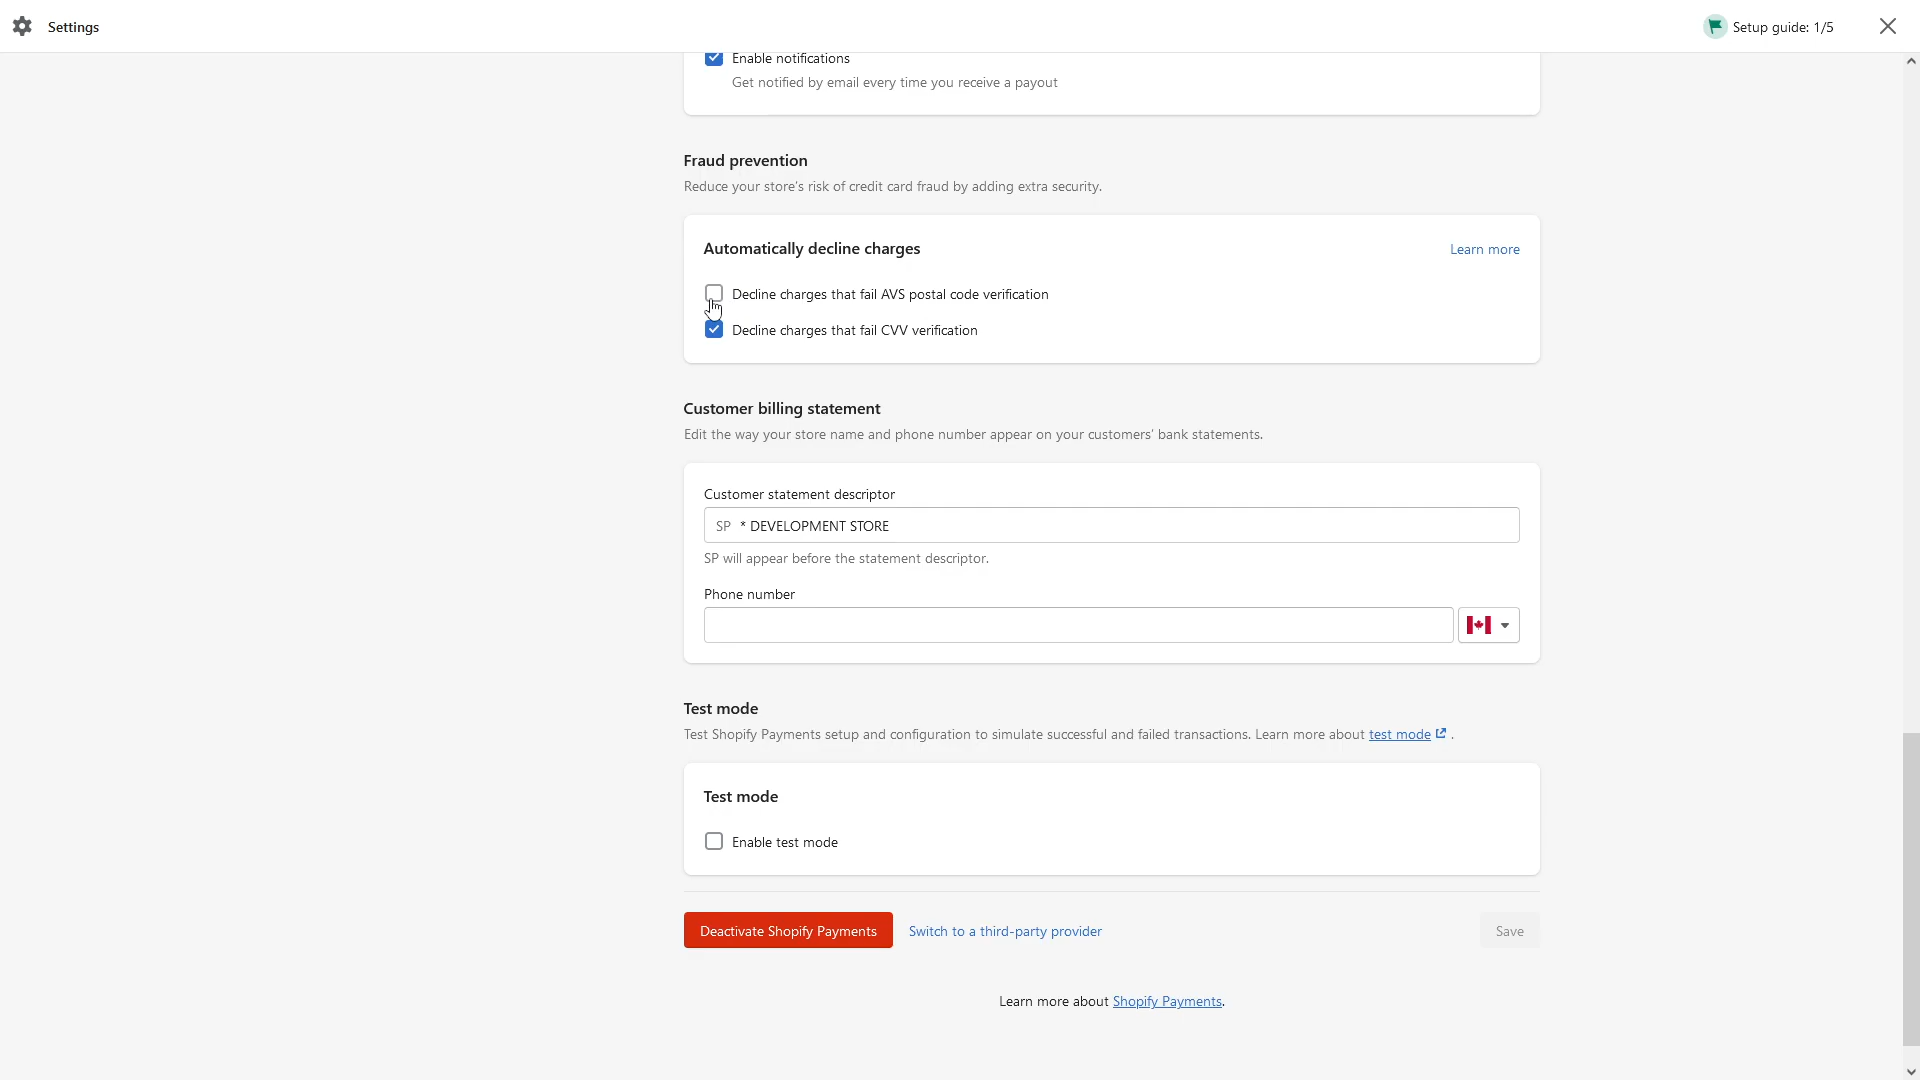 Settings
Setup guide: 1/5
Enable notifications
Get notified by email every time you receive a payout
Fraud prevention
Reduce your store's risk of credit card fraud by adding extra security.
Automatically decline charges
Learn more
Decline charges that fail AVS postal code verification
Decline charges that fail CVV verification
Customer billing statement
Edit the way your store name and phone number appear on your customers' bank statements.
Customer statement descriptor
SP * DEVELOPMENT STORE
SP will appear before the statement descriptor.
Phone number
Test mode
Test Shopify Payments setup and configuration to simulate successful and failed transactions. Learn more about test mode .
Test mode
Enable test mode
Deactivate Shopify Payments
Switch to a third-party provider
Save
Learn more about Shopify Payments.